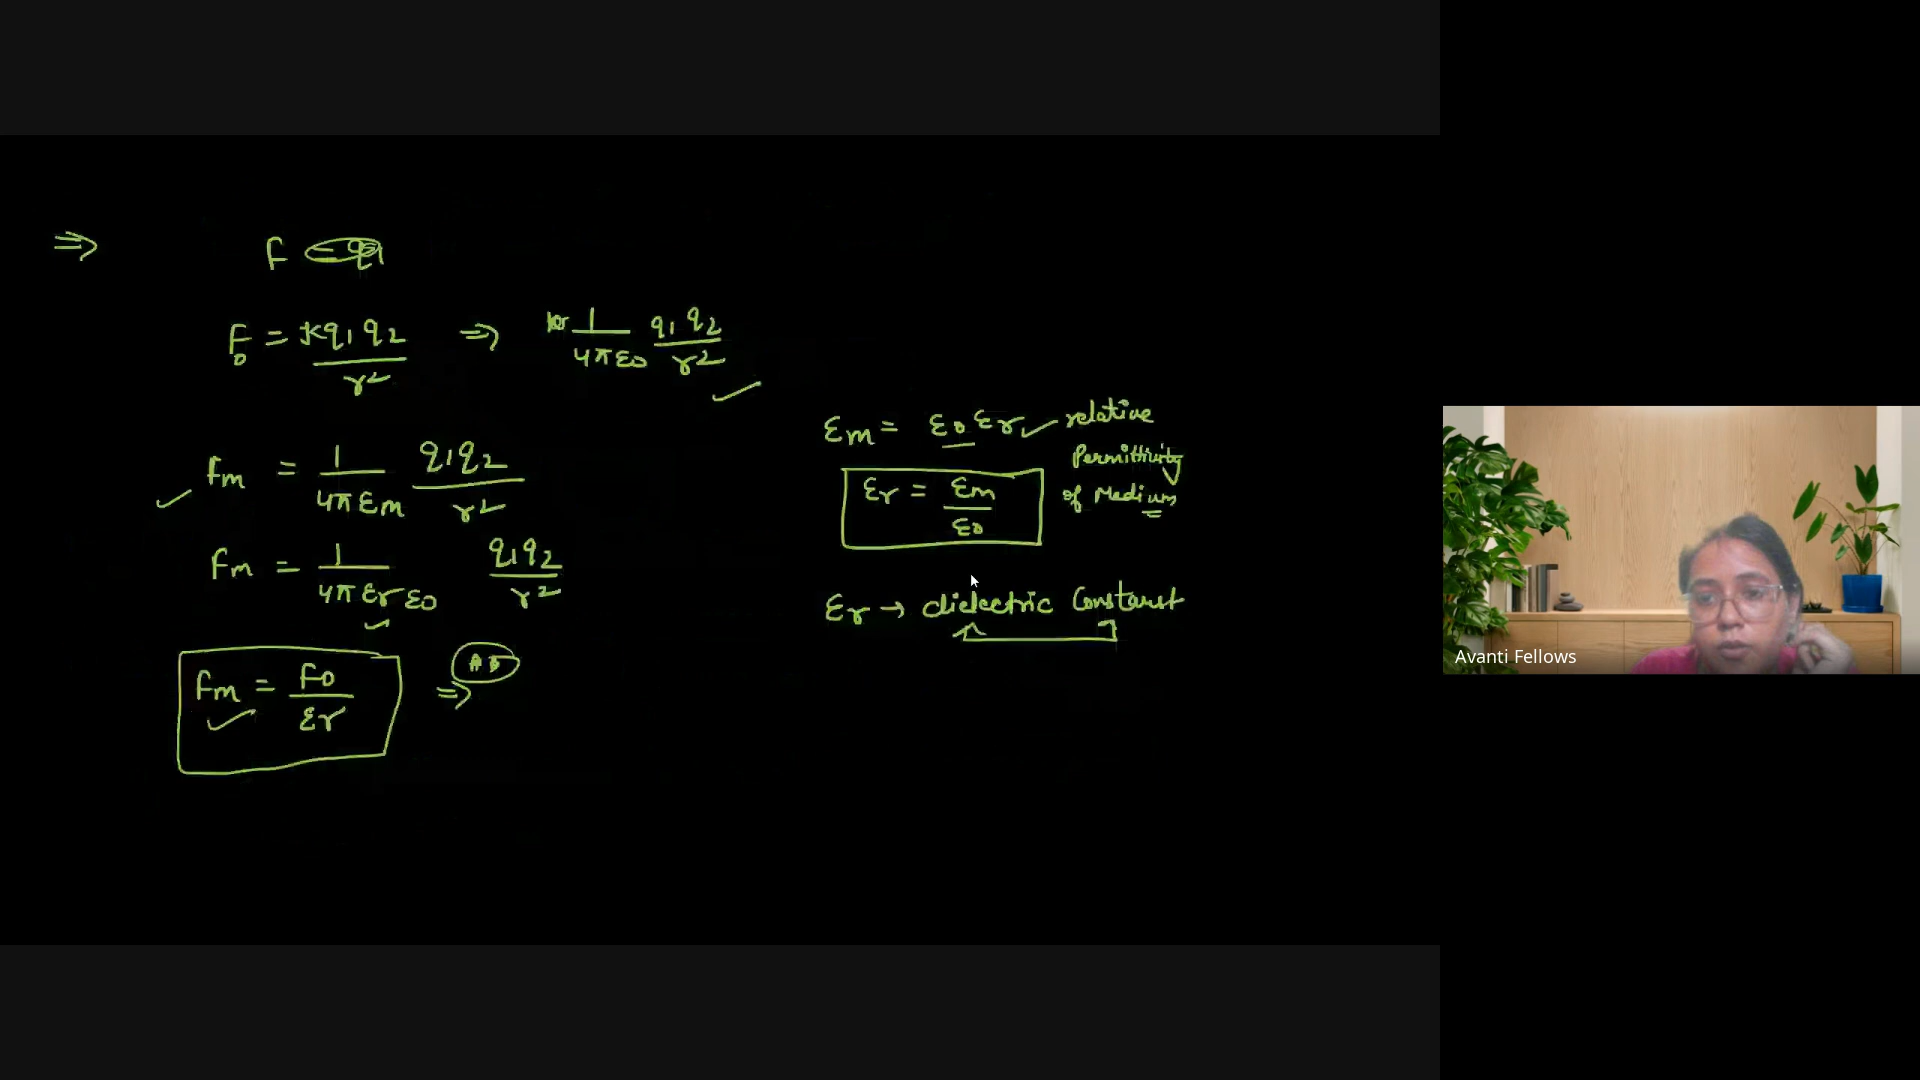 ⇒ F
F₀ = kq₁q₂/r² ⇒ 1/4πε₀ q₁q₂/r²
Fm = 1/4πεm q₁q₂/r²
Fm = 1/4πεrε₀ q₁q₂/r²
Fm = F₀/εr ⇒
εm = ε₀εr relative
Permittivity
of Medium
εr = εm/ε₀
εr → dielectric Constant
Avanti Fellows